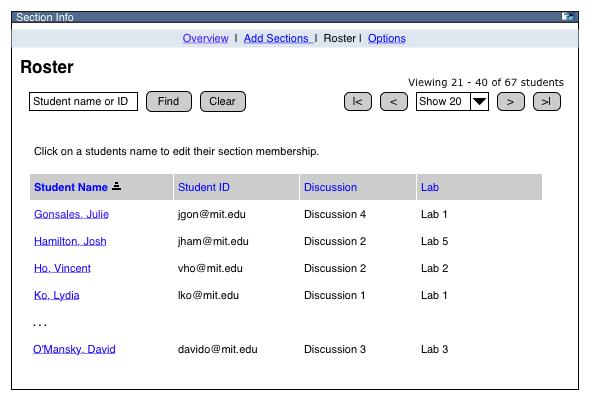 Section Info
Overview | Add Sections | Roster | Options
Roster
Viewing 21 - 40 of 67 students
Student name or ID Find Clear |< < Show 20 > >|
Click on a students name to edit their section membership.
Student Name Student ID Discussion Lab
Gonsales, Julie jgon@mit.edu Discussion 4 Lab 1
Hamilton, Josh jham@mit.edu Discussion 2 Lab 5
Ho, Vincent vho@mit.edu Discussion 2 Lab 2
Ko, Lydia lko@mit.edu Discussion 1 Lab 1
...
O'Mansky, David davido@mit.edu Discussion 3 Lab 3